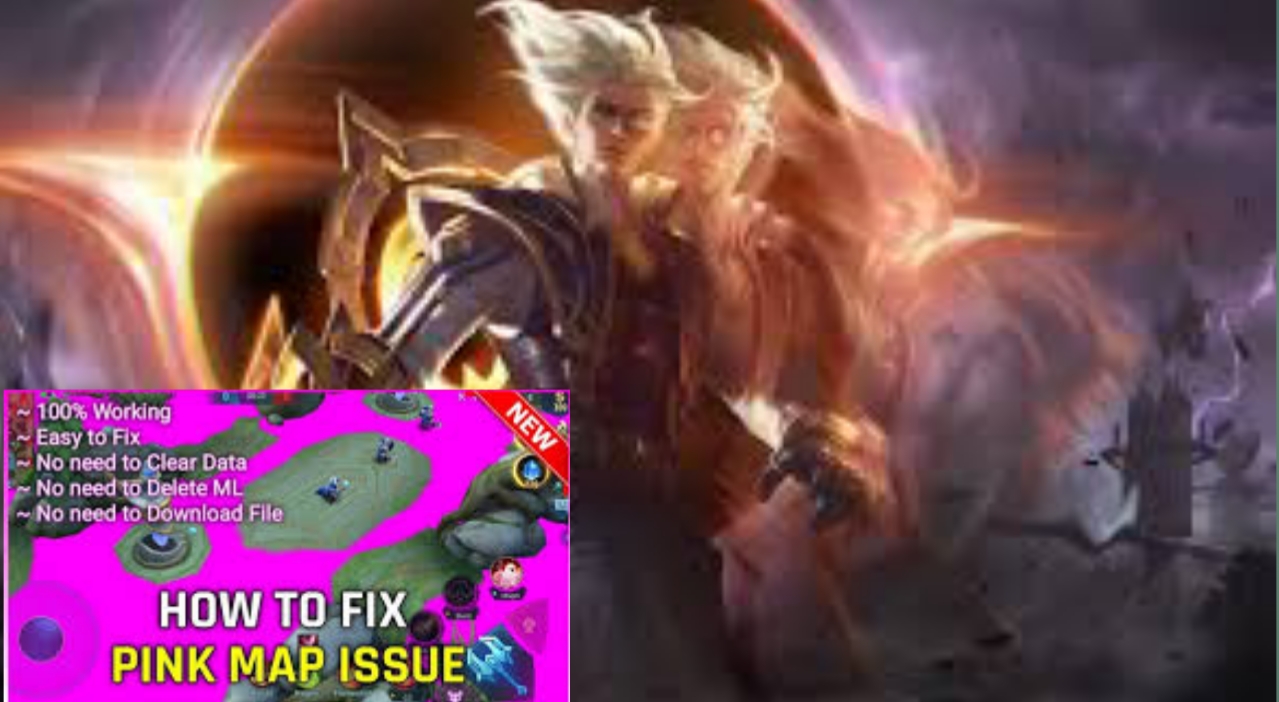 ~ 100% Working
~ Easy to Fix
~ No need to Clear Data
~ No need to Delete ML
~ No need to Download File
NEW
HOW TO FIX
PINK MAP ISSUE